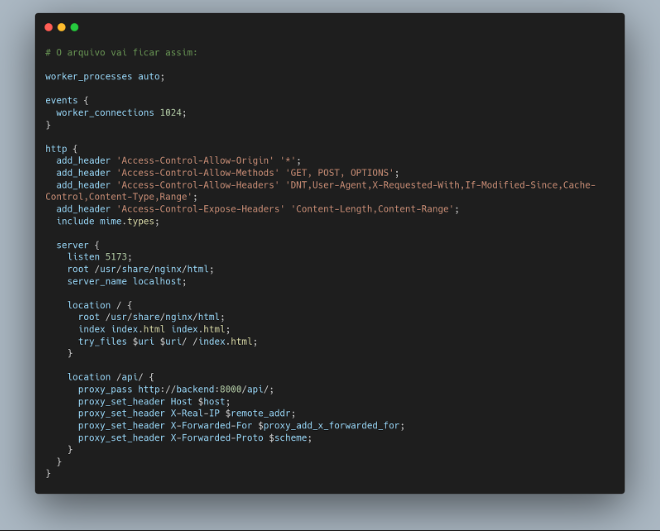 # O arquivo vai ficar assim:
worker_processes auto;
events {
worker_connections 1024;
}
http {
add_header 'Access-Control-Allow-Origin' '*';
add_header 'Access-Control-Allow-Methods' 'GET, POST, OPTIONS';
add_header 'Access-Control-Allow-Headers' 'DNT,User-Agent,X-Requested-With,If-Modified-Since,Cache-
Control,Content-Type,Range';
add_header 'Access-Control-Expose-Headers' 'Content-Length,Content-Range';
include mime.types;
server {
listen 5173;
root /usr/share/nginx/html;
server_name localhost;
location / {
root /usr/share/nginx/html;
index index.html index.html;
try_files $uri $uri/ /index.html;
}
location /api/ {
proxy_pass http://backend:8000/api/;
proxy_set_header Host $host;
proxy_set_header X-Real-IP $remote_addr;
proxy_set_header X-Forwarded-For $proxy_add_x_forwarded_for;
proxy_set_header X-Forwarded-Proto $scheme;
}
}
}